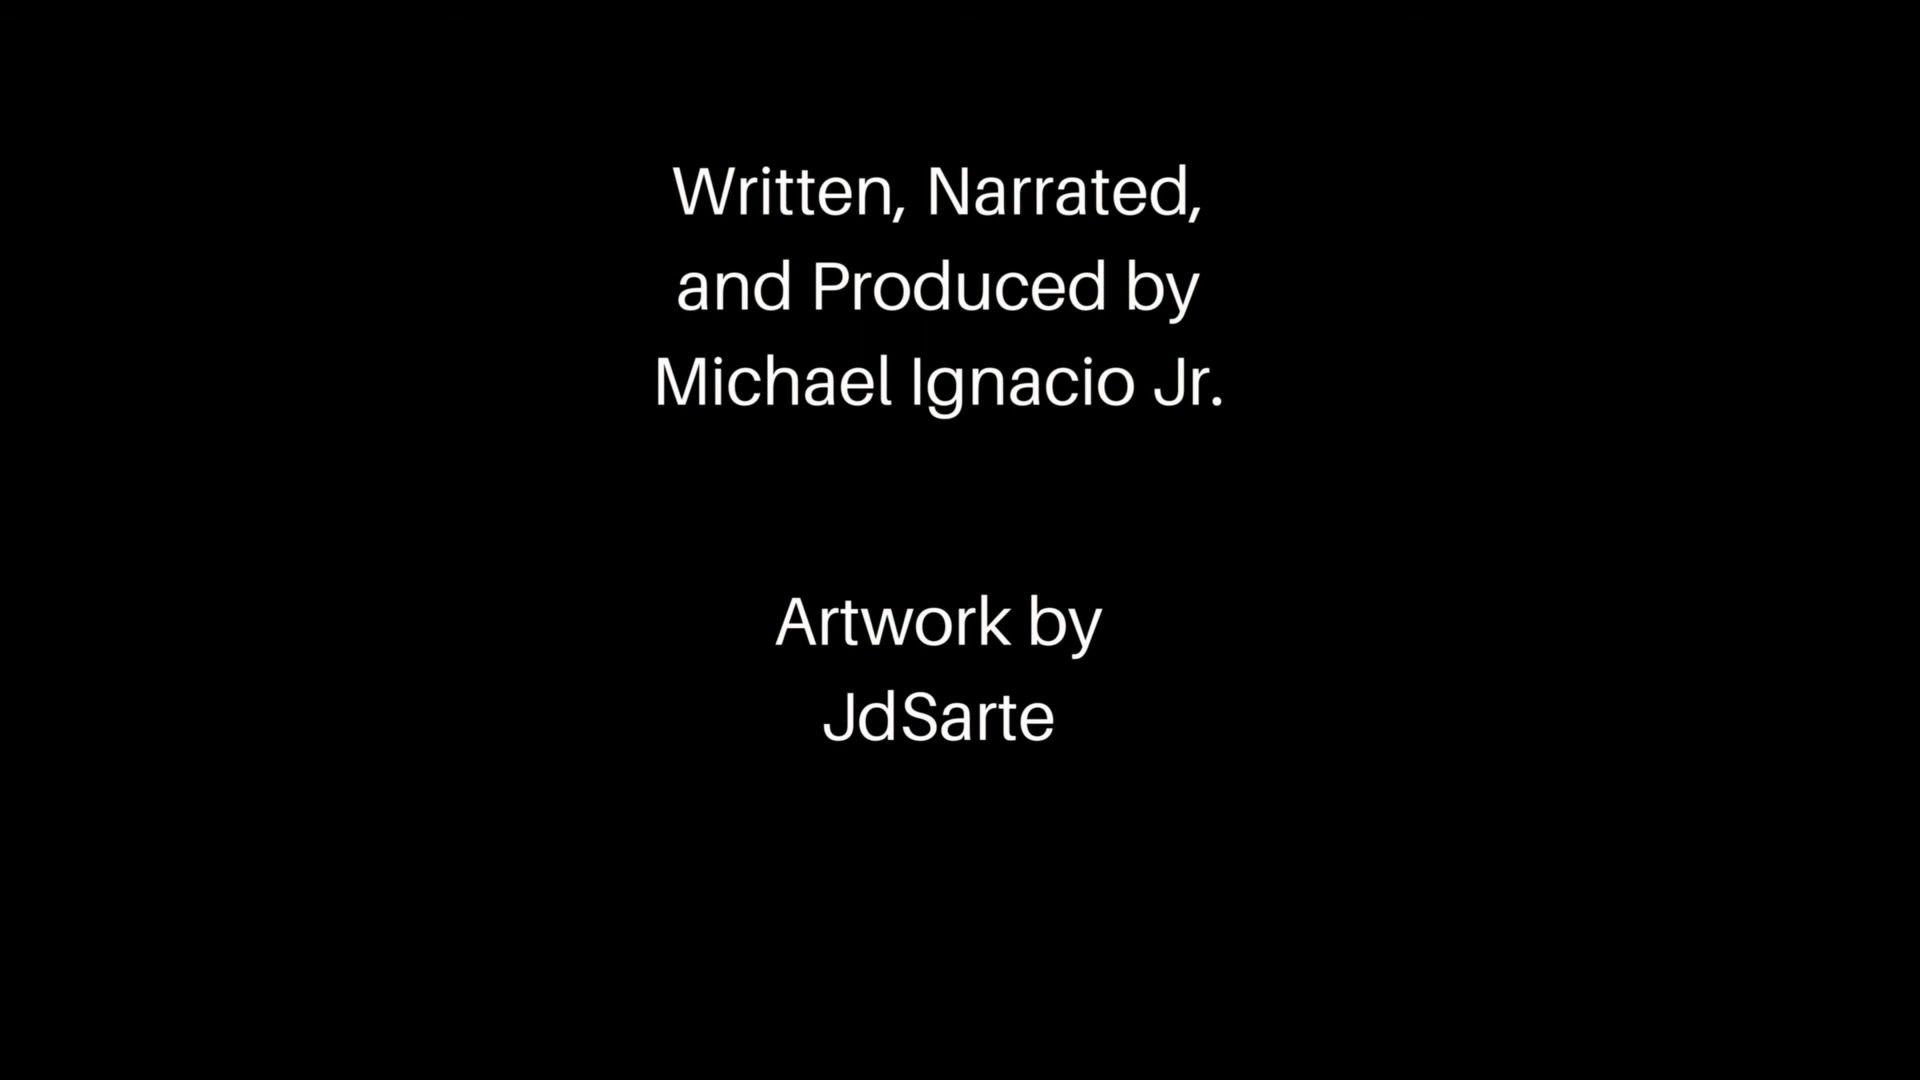 Written, Narrated,
and Produced by
Michael Ignacio Jr.
Artwork by
JdSarte